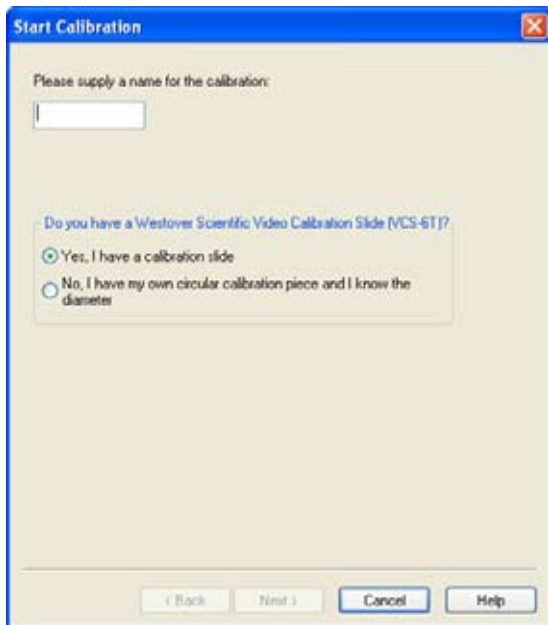 Start Calibration
Please supply a name for the calibration:
Do you have a Westover Scientific Video Calibration Slide (VCS-6T)?
Yes, I have a calibration slide
No, I have my own circular calibration piece and I know the
diameter
< Back
Next >
Cancel
Help